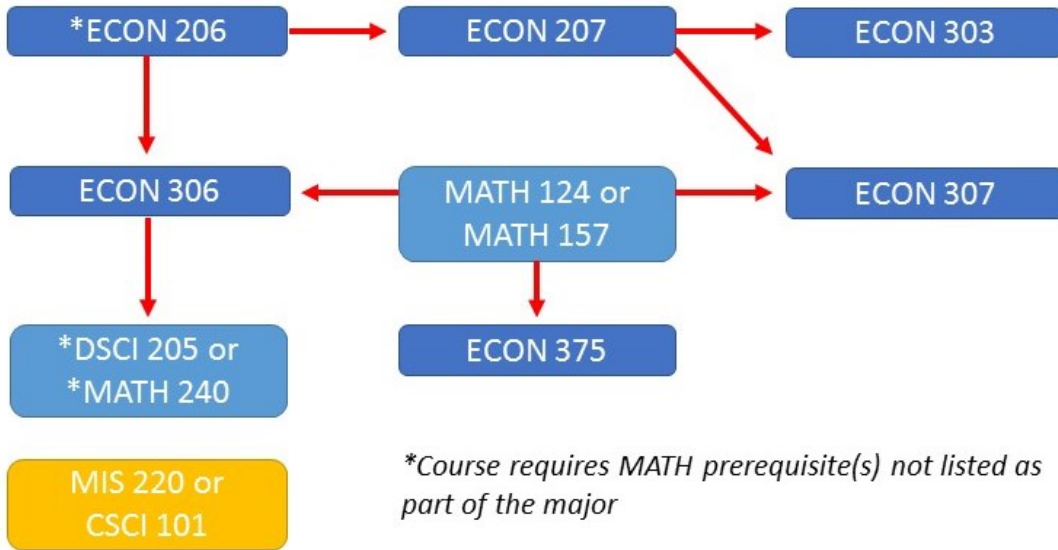 *ECON 206
ECON 207
ECON 303
ECON 306
MATH 124 or
MATH 157
ECON 307
*DSCI 205 or
*MATH 240
ECON 375
MIS 220 or
CSCI 101
*Course requires MATH prerequisite(s) not listed as
part of the major